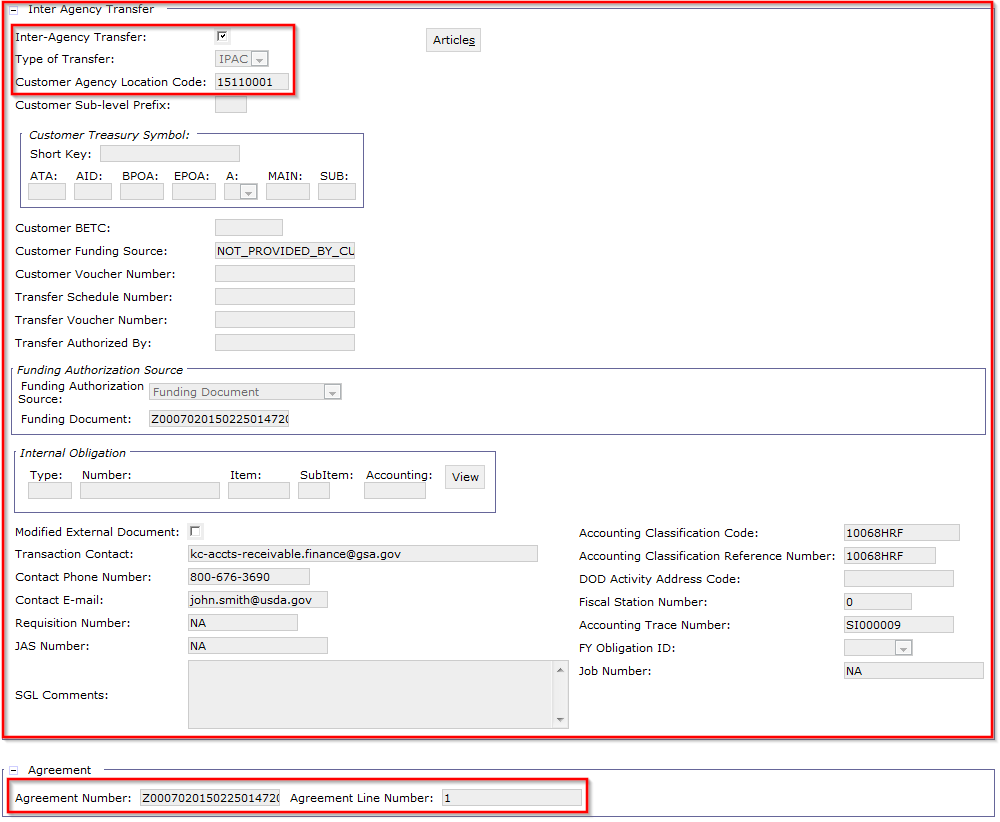 Inter Agency Transfer
Inter-Agency Transfer:
Articles
Type of Transfer: IPAC
Customer Agency Location Code: 15110001
Customer Sub-level Prefix:
Customer Treasury Symbol:
Short Key:
ATA: AID: BPOA: EPOA: A: MAIN: SUB:
Customer BETC:
Customer Funding Source: NOT_PROVIDED_BY_CU
Customer Voucher Number:
Transfer Schedule Number:
Transfer Voucher Number:
Transfer Authorized By:
Funding Authorization Source
Funding Authorization Source: Funding Document
Funding Document: Z0007020150225014720
Internal Obligation
Type: Number: Item: SubItem: Accounting: View
Modified External Document:
Transaction Contact: kc-accts-receivable.finance@gsa.gov
Contact Phone Number: 800-676-3690
Contact E-mail: john.smith@usda.gov
Requisition Number: NA
JAS Number: NA
SGL Comments:
Accounting Classification Code: 10068HRF
Accounting Classification Reference Number: 10068HRF
DOD Activity Address Code:
Fiscal Station Number: 0
Accounting Trace Number: SI000009
FY Obligation ID:
Job Number: NA
Agreement
Agreement Number: Z0007020150225014720 Agreement Line Number: 1